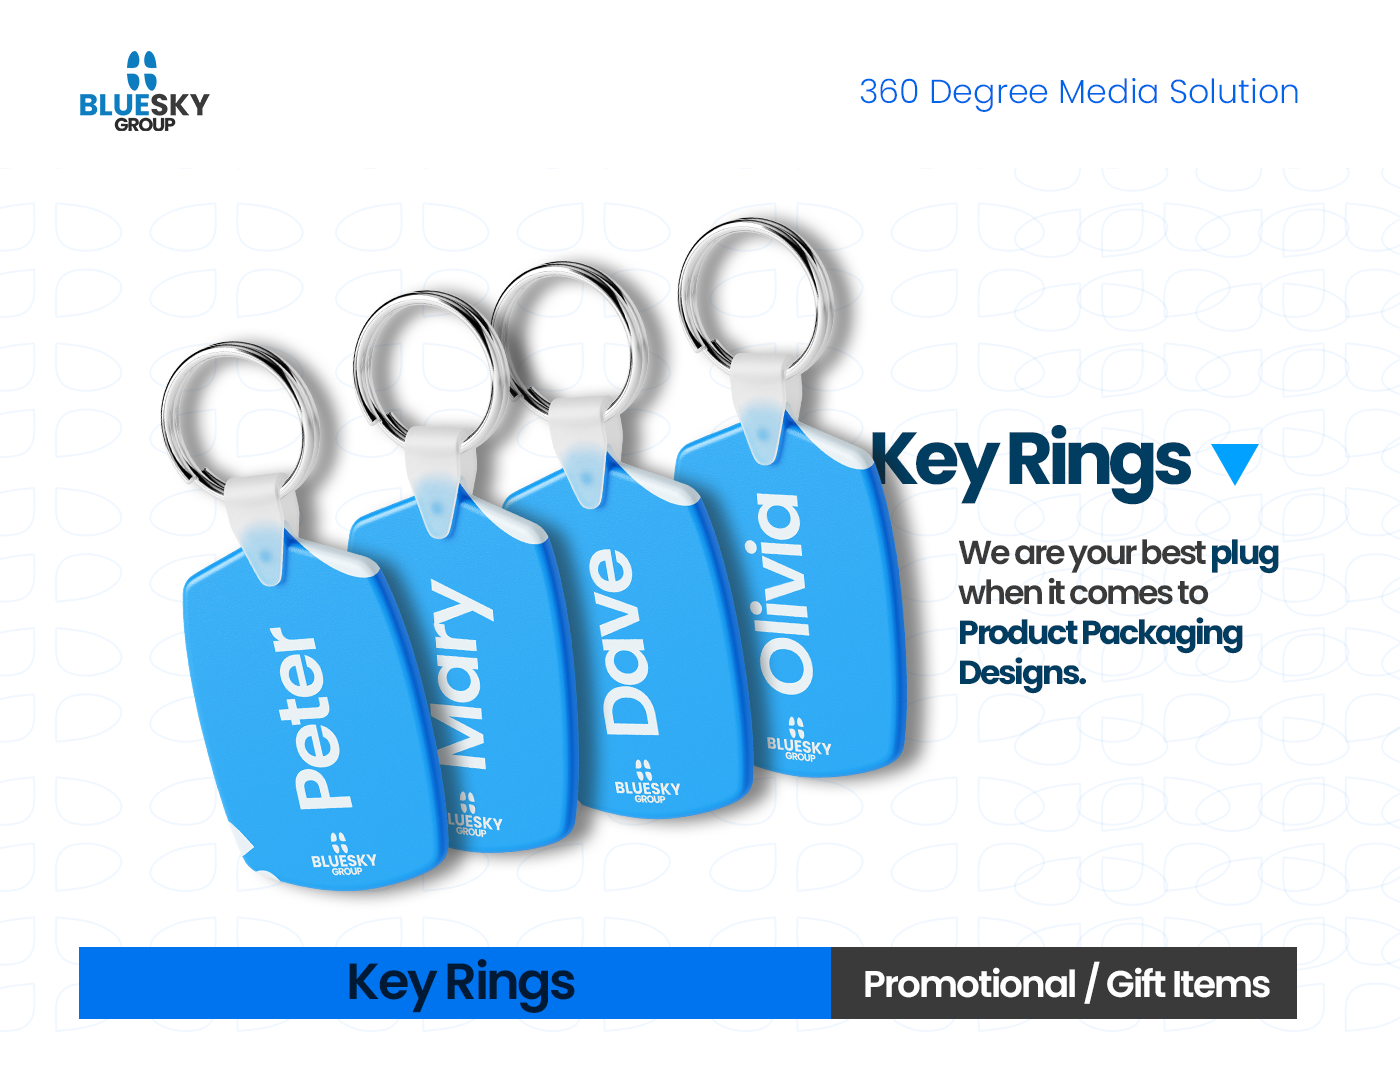 BLUESKY
GROUP
360 Degree Media Solution
Key Rings
We are your best plug
when it comes to
Product Packaging
Designs.
Peter
BLUESKY
GROUP
Mary
LUESKY
GROUP
Dave
BLUESKY
GROUP
Olivia
BLUESKY
GROUP
Key Rings
Promotional / Gift Items